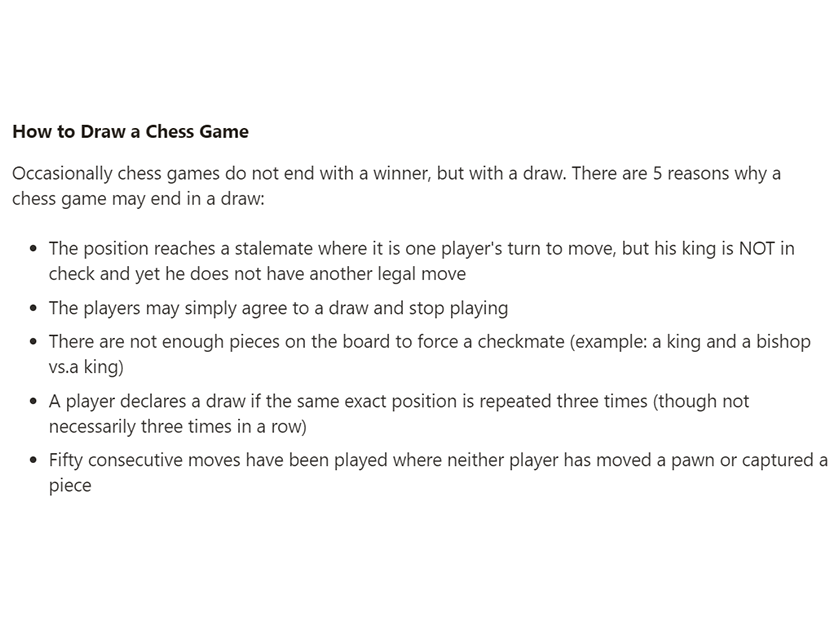 How to Draw a Chess Game
Occasionally chess games do not end with a winner, but with a draw. There are 5 reasons why a
chess game may end in a draw:
• The position reaches a stalemate where it is one player's turn to move, but his king is NOT in
check and yet he does not have another legal move
• The players may simply agree to a draw and stop playing
• There are not enough pieces on the board to force a checkmate (example: a king and a bishop
vs.a king)
• A player declares a draw if the same exact position is repeated three times (though not
necessarily three times in a row)
• Fifty consecutive moves have been played where neither player has moved a pawn or captured a
piece